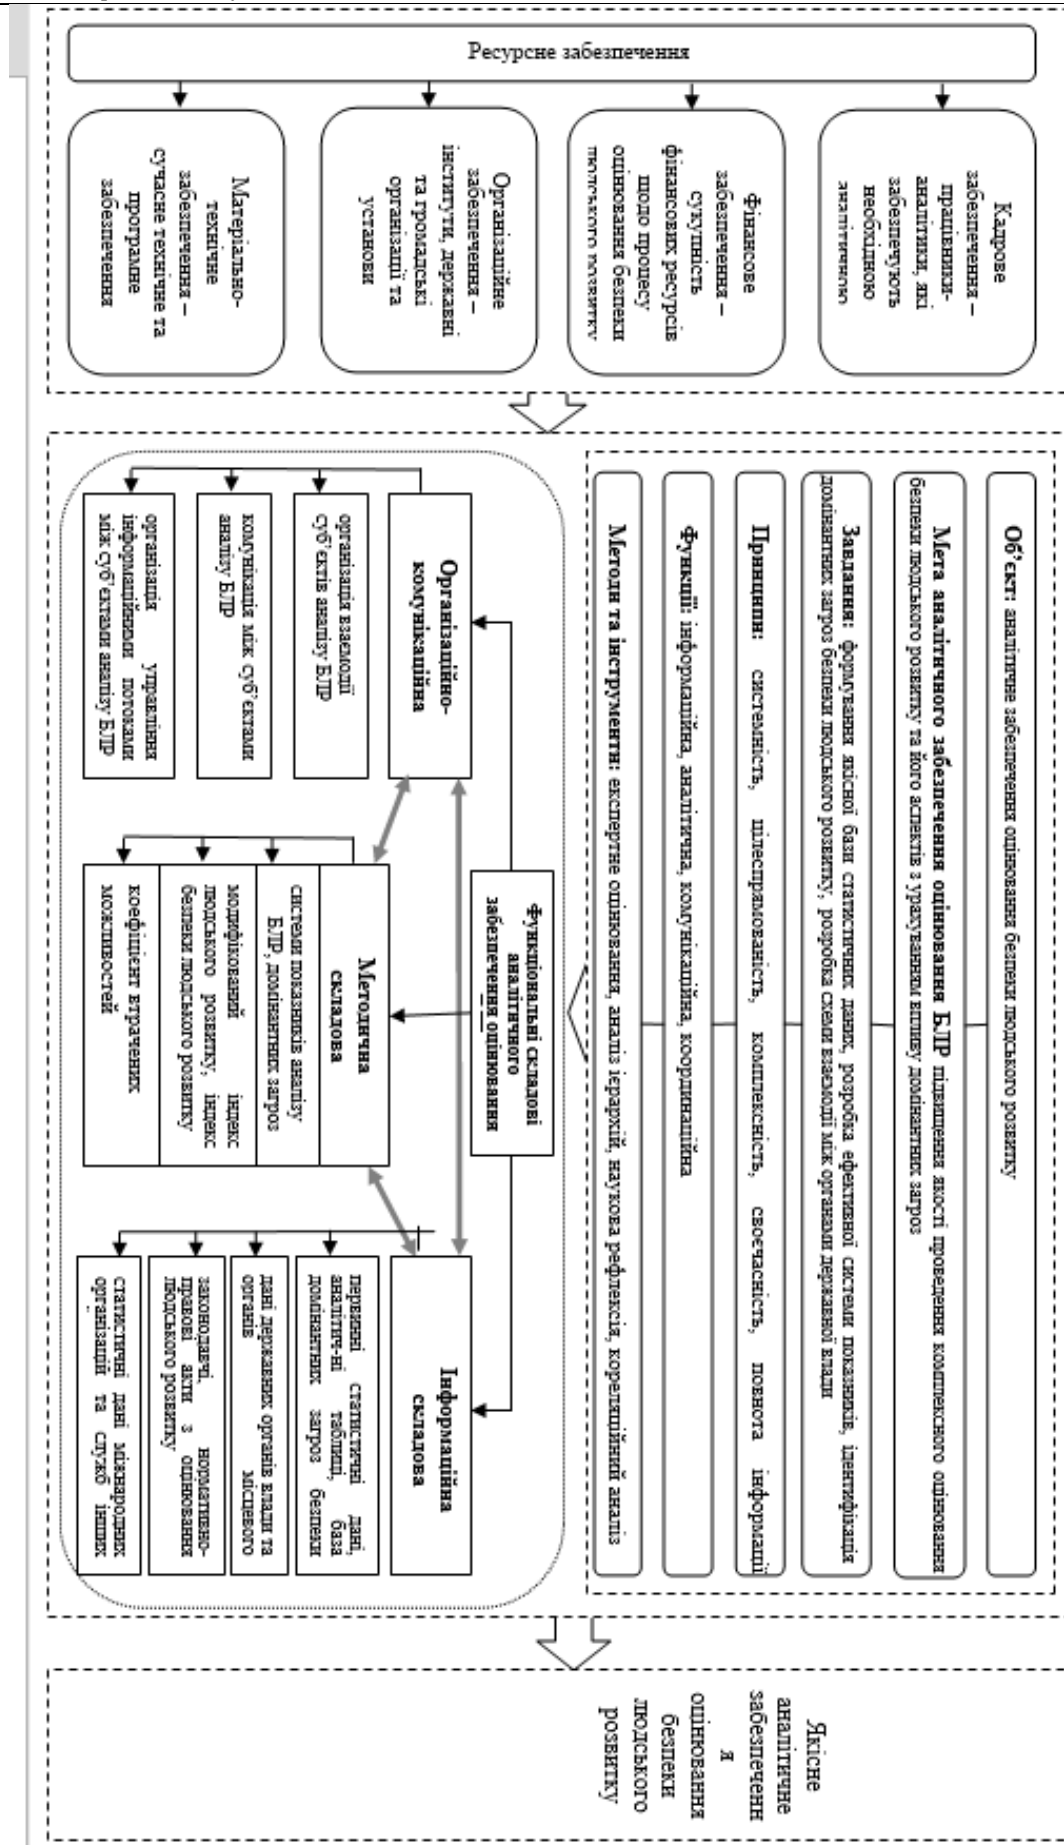 Ресурсне забезпечення
Кадрове
забезпечення –
працівники-
аналітики, які
забезпечують
необхідною
аналітичною
Фінансове
забезпечення –
сукупність
фінансових ресурсів
щодо процесу
оцінювання безпеки
людського розвитку
Організаційне
забезпечення –
інститути, державні
та громадські
організації та
установи
Матеріально-
технічне
забезпечення –
сучасне технічне та
програмне
забезпечення
Об’єкт: аналітичне забезпечення оцінювання безпеки людського розвитку
Мета аналітичного забезпечення оцінювання БЛР підвищення якості проведення комплексного оцінювання
безпеки людського розвитку та його аспектів з урахуванням впливу домінантних загроз
Завдання: формування якісної бази статистичних даних, розробка ефективної системи показників, ідентифікація
домінантних загроз безпеки людського розвитку, розробка схеми взаємодії між органами державної влади
Принципи: системність, цілеспрямованість, комплексність, своєчасність, повнота інформації
Функції: інформаційна, аналітична, комунікаційна, координаційна
Методи та інструменти: експертне оцінювання, аналіз ієрархій, наукова рефлексія, кореляційний аналіз
Функціональні складові
аналітичного
забезпечення оцінювання
Організаційно-
комунікаційна
організація взаємодії
суб’єктів аналізу БЛР
комунікація між суб’єктами
аналізу БЛР
організація управління
інформаційними потоками
між суб’єктами аналізу БЛР
Методична
складова
системи показників аналізу
БЛР, домінантних загроз
модифікований індекс
людського розвитку, індекс
безпеки людського розвитку
коефіцієнт втрачених
можливостей
Інформаційна
складова
первинні статистичні дані,
аналітич-ні таблиці, база
домінантних загроз безпеки
дані державних органів влади та
органів місцевого
законодавчі, нормативно-
правові акти з оцінювання
людського розвитку
статистичні дані міжнародних
організацій та служб інших
Якісне
аналітичне
забезпеченн
я
оцінювання
безпеки
людського
розвитку